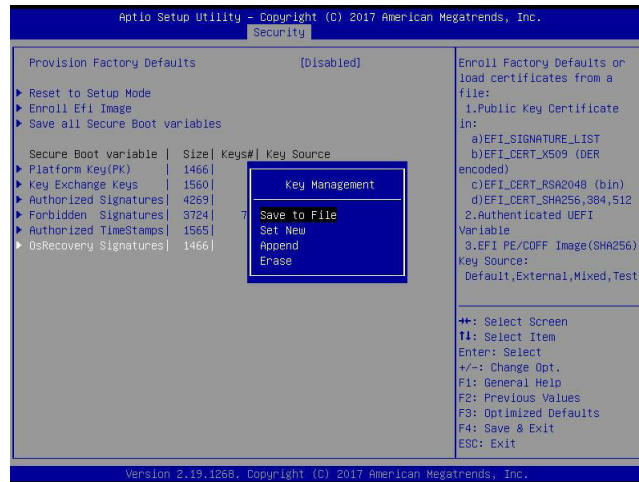 Aptio Setup Utility – Copyright (C) 2017 American Megatrends, Inc.
Security
Provision Factory Defaults [Disabled]
Reset to Setup Mode
Enroll Efi Image
Save all Secure Boot variables
Secure Boot variable | Size| Keys#| Key Source
Platform Key(PK) | 1466|
Key Exchange Keys | 1560|
Authorized Signatures| 4269|
Forbidden Signatures| 3724| 7
Authorized TimeStamps| 1565|
OsRecovery Signatures| 1466|
Key Management
Save to File
Set New
Append
Erase
Enroll Factory Defaults or
load certificates from a
file:
1.Public Key Certificate
in:
a)EFI_SIGNATURE_LIST
b)EFI_CERT_X509 (DER
encoded)
c)EFI_CERT_RSA2048 (bin)
d)EFI_CERT_SHA256,384,512
2.Authenticated UEFI
Variable
3.EFI PE/COFF Image(SHA256)
Key Source:
Default,External,Mixed,Test
→←: Select Screen
↑↓: Select Item
Enter: Select
+/-: Change Opt.
F1: General Help
F2: Previous Values
F3: Optimized Defaults
F4: Save & Exit
ESC: Exit
Version 2.19.1268. Copyright (C) 2017 American Megatrends, Inc.